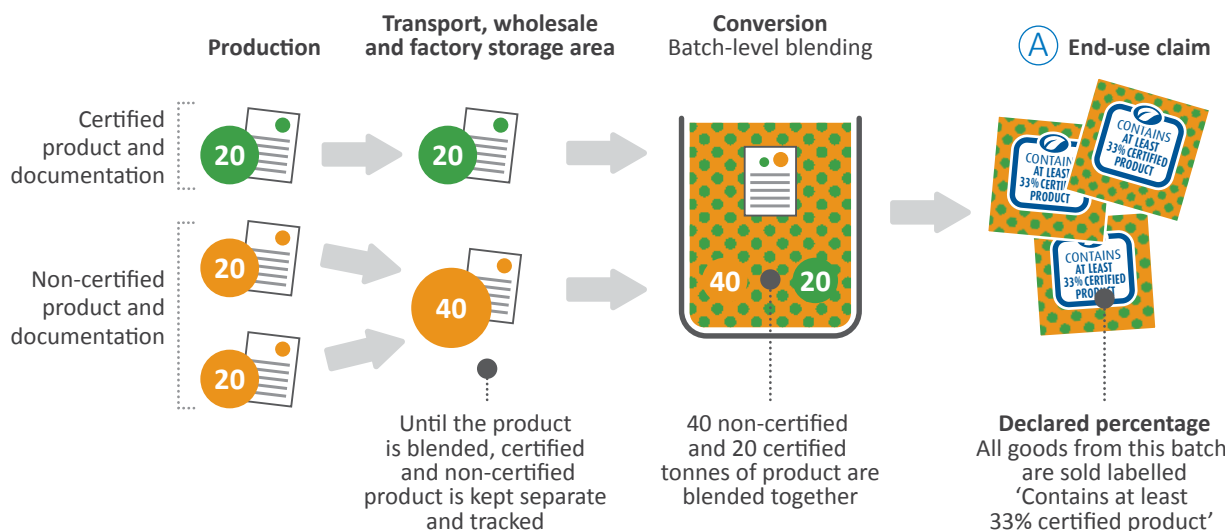 Production
Transport, wholesale
and factory storage area
Conversion
Batch-level blending
A
End-use claim
Certified
product and
documentation
20
20
Non-certified
product and
documentation
20
20
40
40
20
CONTAINS
AT LEAST
33% CERTIFIED
PRODUCT
CONTAINS
AT LEAST
33% CERTIFIED
PRODUCT
CONTAINS
AT LEAST
33% CERTIFIED
PRODUCT
Until the product
is blended, certified
and non-certified
product is kept separate
and tracked
40 non-certified
and 20 certified
tonnes of product are
blended together
Declared percentage
All goods from this batch
are sold labelled
‘Contains at least
33% certified product’